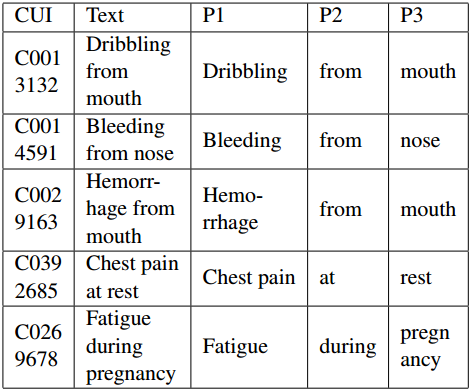 CUI Text P1 P2 P3
C001
3132
Dribbling
from
mouth
Dribbling
from
mouth
C001
4591
Bleeding
from nose
Bleeding
from
nose
C002
9163
Hemorr-
hage from
mouth
Hemo-
rrhage
from
mouth
C039
2685
Chest pain
at rest
Chest pain
at
rest
C026
9678
Fatigue
during
pregnancy
Fatigue
during
pregn
ancy